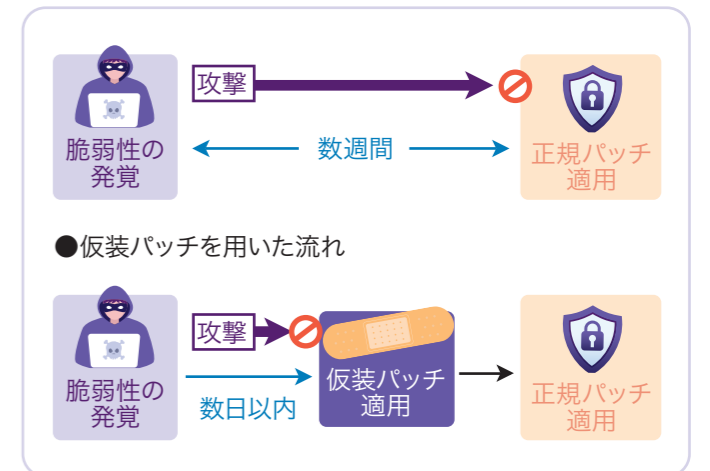 攻撃
脆弱性の
発覚
数週間
正規パッチ
適用
●仮装パッチを用いた流れ
攻撃
脆弱性の
発覚
数日以内
仮装パッチ
適用
正規パッチ
適用